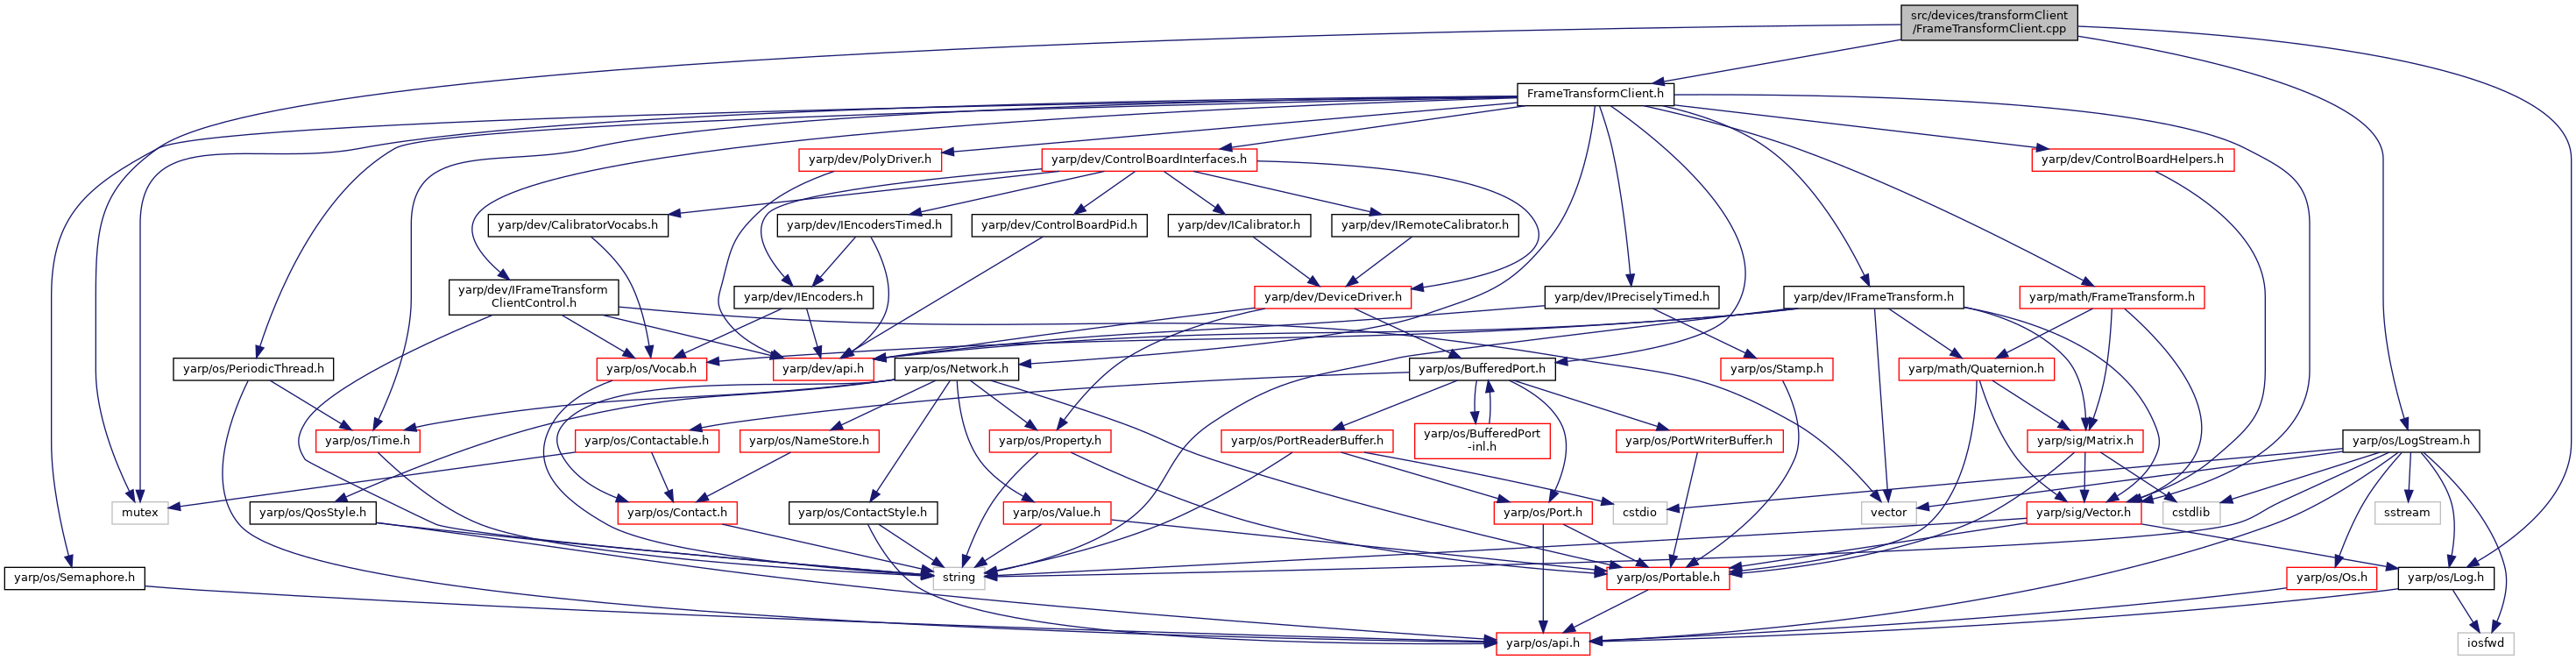 src/devices/transformClient
/FrameTransformClient.cpp
FrameTransformClient.h
yarp/dev/PolyDriver.h
yarp/dev/ControlBoardInterfaces.h
yarp/dev/ControlBoardHelpers.h
yarp/dev/CalibratorVocabs.h
yarp/dev/IEncodersTimed.h
yarp/dev/ControlBoardPid.h
yarp/dev/ICalibrator.h
yarp/dev/IRemoteCalibrator.h
yarp/dev/IFrameTransform
ClientControl.h
yarp/dev/IEncoders.h
yarp/dev/DeviceDriver.h
yarp/dev/IPreciselyTimed.h
yarp/dev/IFrameTransform.h
yarp/math/FrameTransform.h
yarp/os/PeriodicThread.h
yarp/os/Vocab.h
yarp/dev/api.h
yarp/os/Network.h
yarp/os/BufferedPort.h
yarp/os/Stamp.h
yarp/math/Quaternion.h
yarp/os/Time.h
yarp/os/Contactable.h
yarp/os/NameStore.h
yarp/os/Property.h
yarp/os/PortReaderBuffer.h
yarp/os/BufferedPort
-inl.h
yarp/os/PortWriterBuffer.h
yarp/sig/Matrix.h
yarp/os/LogStream.h
mutex
yarp/os/QosStyle.h
yarp/os/Contact.h
yarp/os/ContactStyle.h
yarp/os/Value.h
yarp/os/Port.h
cstdio
vector
yarp/sig/Vector.h
cstdlib
sstream
yarp/os/Semaphore.h
string
yarp/os/Portable.h
yarp/os/Os.h
yarp/os/Log.h
yarp/os/api.h
iosfwd